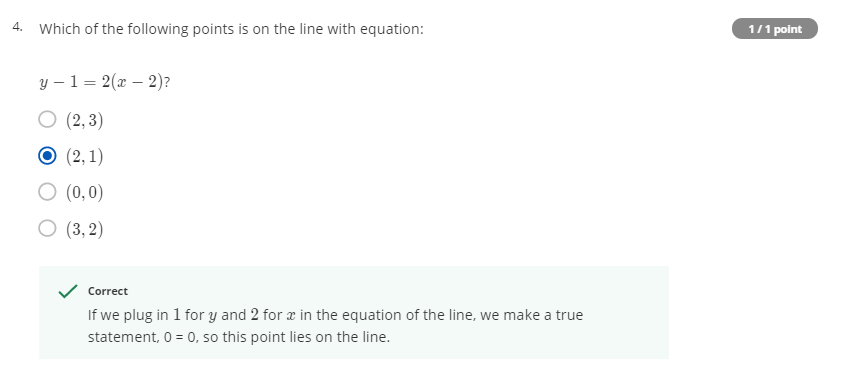 4. Which of the following points is on the line with equation:
1 / 1 point
y − 1 = 2(x − 2)?
(2, 3)
(2, 1)
(0, 0)
(3, 2)
Correct
If we plug in 1 for y and 2 for x in the equation of the line, we make a true
statement, 0 = 0, so this point lies on the line.